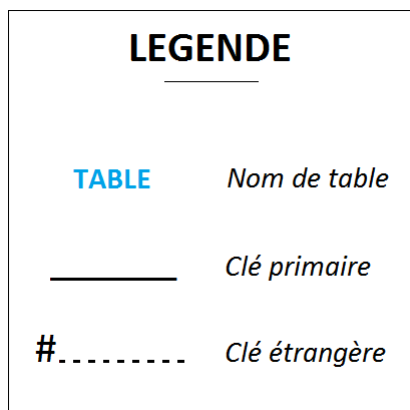 LEGENDE
TABLE Nom de table
Clé primaire
#--------- Clé étrangère